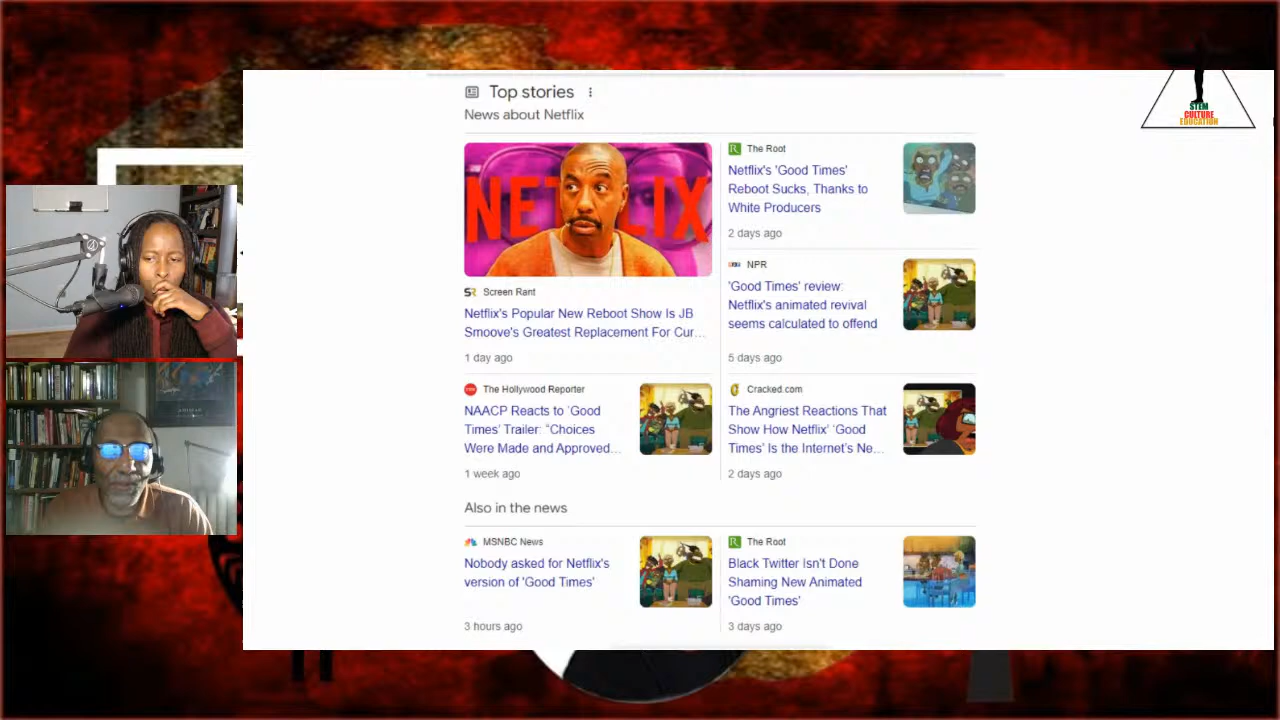 Top stories
News about Netflix
NETFLIX
Screen Rant
Netflix's Popular New Reboot Show Is JB
Smoove's Greatest Replacement For Cur...
1 day ago
The Root
Netflix's 'Good Times'
Reboot Sucks, Thanks to
White Producers
2 days ago
NPR
'Good Times' review:
Netflix's animated revival
seems calculated to offend
5 days ago
The Hollywood Reporter
NAACP Reacts to ‘Good
Times’ Trailer: “Choices
Were Made and Approved...
1 week ago
Cracked.com
The Angriest Reactions That
Show How Netflix’ ‘Good
Times’ Is the Internet’s Ne...
2 days ago
Also in the news
MSNBC News
Nobody asked for Netflix's
version of 'Good Times'
3 hours ago
The Root
Black Twitter Isn't Done
Shaming New Animated
'Good Times'
3 days ago
STEM
CULTURE
EDUCATION